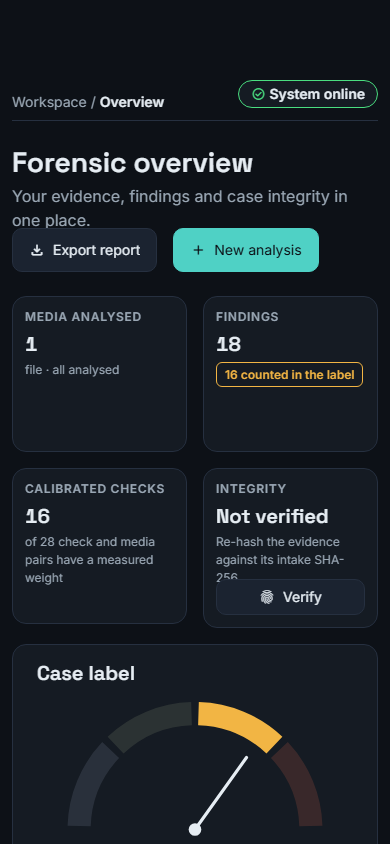 Workspace / Overview
System online
Forensic overview
Your evidence, findings and case integrity in
one place.
Export report
New analysis
MEDIA ANALYSED
1
file · all analysed
FINDINGS
18
16 counted in the label
CALIBRATED CHECKS
16
of 28 check and media
pairs have a measured
weight
INTEGRITY
Not verified
Re-hash the evidence
against its intake SHA-
256
Verify
Case label